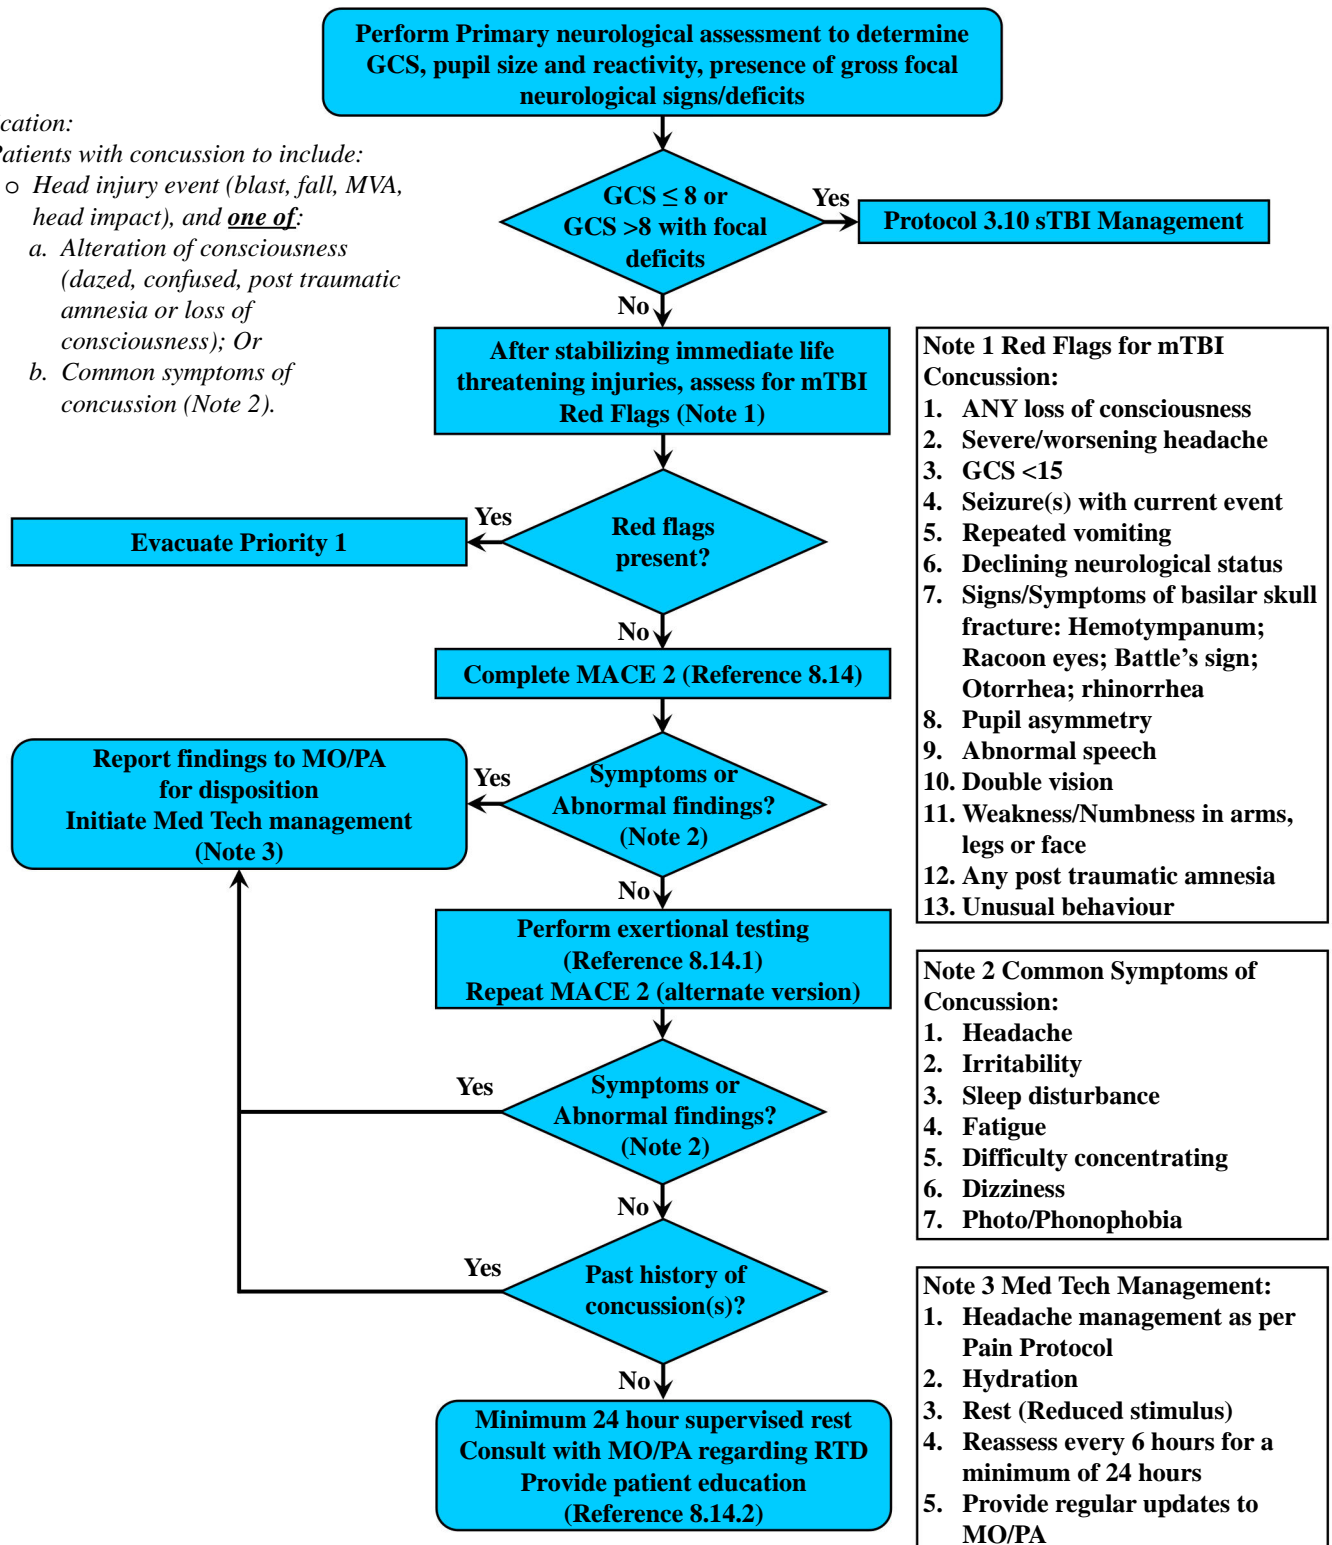 Perform Primary neurological assessment to determine
GCS, pupil size and reactivity, presence of gross focal
neurological signs/deficits
cation:
Patients with concussion to include:
o Head injury event (blast, fall, MVA,
head impact), and one of:
a. Alteration of consciousness
(dazed, confused, post traumatic
amnesia or loss of
consciousness); Or
b. Common symptoms of
concussion (Note 2).
GCS ≤ 8 or
GCS >8 with focal
deficits
Yes
Protocol 3.10 sTBI Management
No
After stabilizing immediate life
threatening injuries, assess for mTBI
Red Flags (Note 1)
Red flags
present?
Yes
Evacuate Priority 1
No
Complete MACE 2 (Reference 8.14)
Symptoms or
Abnormal findings?
(Note 2)
Yes
Report findings to MO/PA
for disposition
Initiate Med Tech management
(Note 3)
No
Perform exertional testing
(Reference 8.14.1)
Repeat MACE 2 (alternate version)
Symptoms or
Abnormal findings?
(Note 2)
Yes
No
Past history of
concussion(s)?
Yes
No
Minimum 24 hour supervised rest
Consult with MO/PA regarding RTD
Provide patient education
(Reference 8.14.2)
Note 1 Red Flags for mTBI
Concussion:
1. ANY loss of consciousness
2. Severe/worsening headache
3. GCS <15
4. Seizure(s) with current event
5. Repeated vomiting
6. Declining neurological status
7. Signs/Symptoms of basilar skull
fracture: Hemotympanum;
Racoon eyes; Battle's sign;
Otorrhea; rhinorrhea
8. Pupil asymmetry
9. Abnormal speech
10. Double vision
11. Weakness/Numbness in arms,
legs or face
12. Any post traumatic amnesia
13. Unusual behaviour
Note 2 Common Symptoms of
Concussion:
1. Headache
2. Irritability
3. Sleep disturbance
4. Fatigue
5. Difficulty concentrating
6. Dizziness
7. Photo/Phonophobia
Note 3 Med Tech Management:
1. Headache management as per
Pain Protocol
2. Hydration
3. Rest (Reduced stimulus)
4. Reassess every 6 hours for a
minimum of 24 hours
5. Provide regular updates to
MO/PA